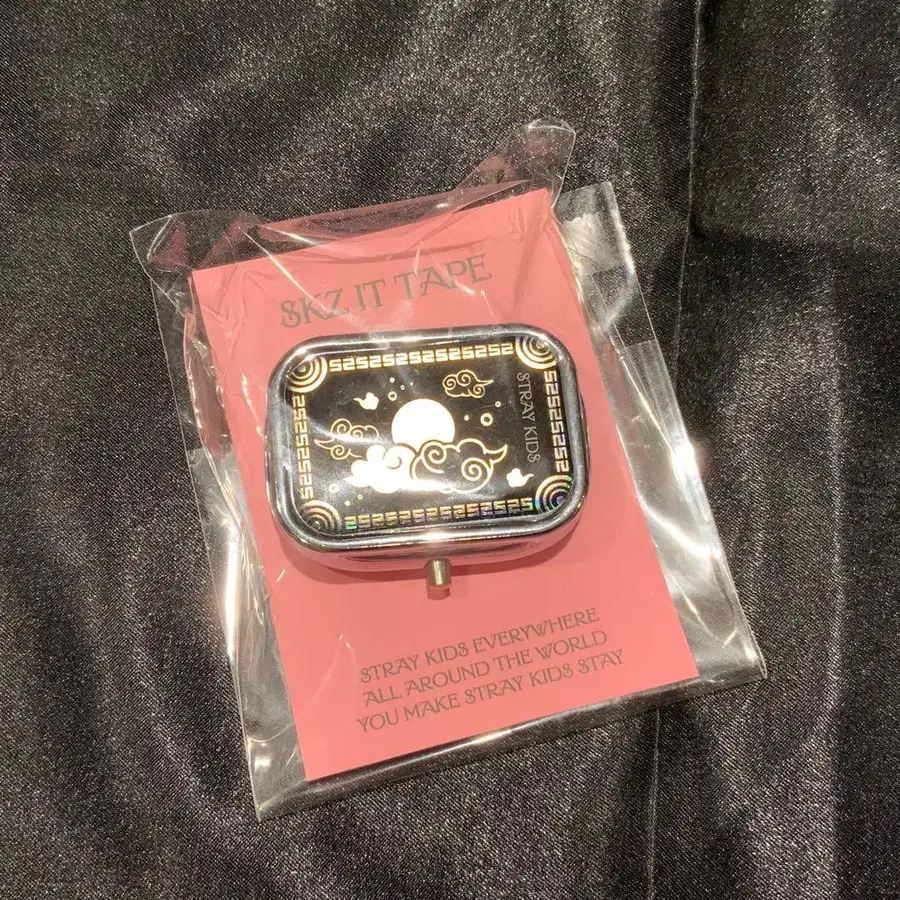 SKZ IT TAPE
STRAY KIDS
STRAY KIDS EVERYWHERE
ALL AROUND THE WORLD
YOU MAKE STRAY KIDS STAY